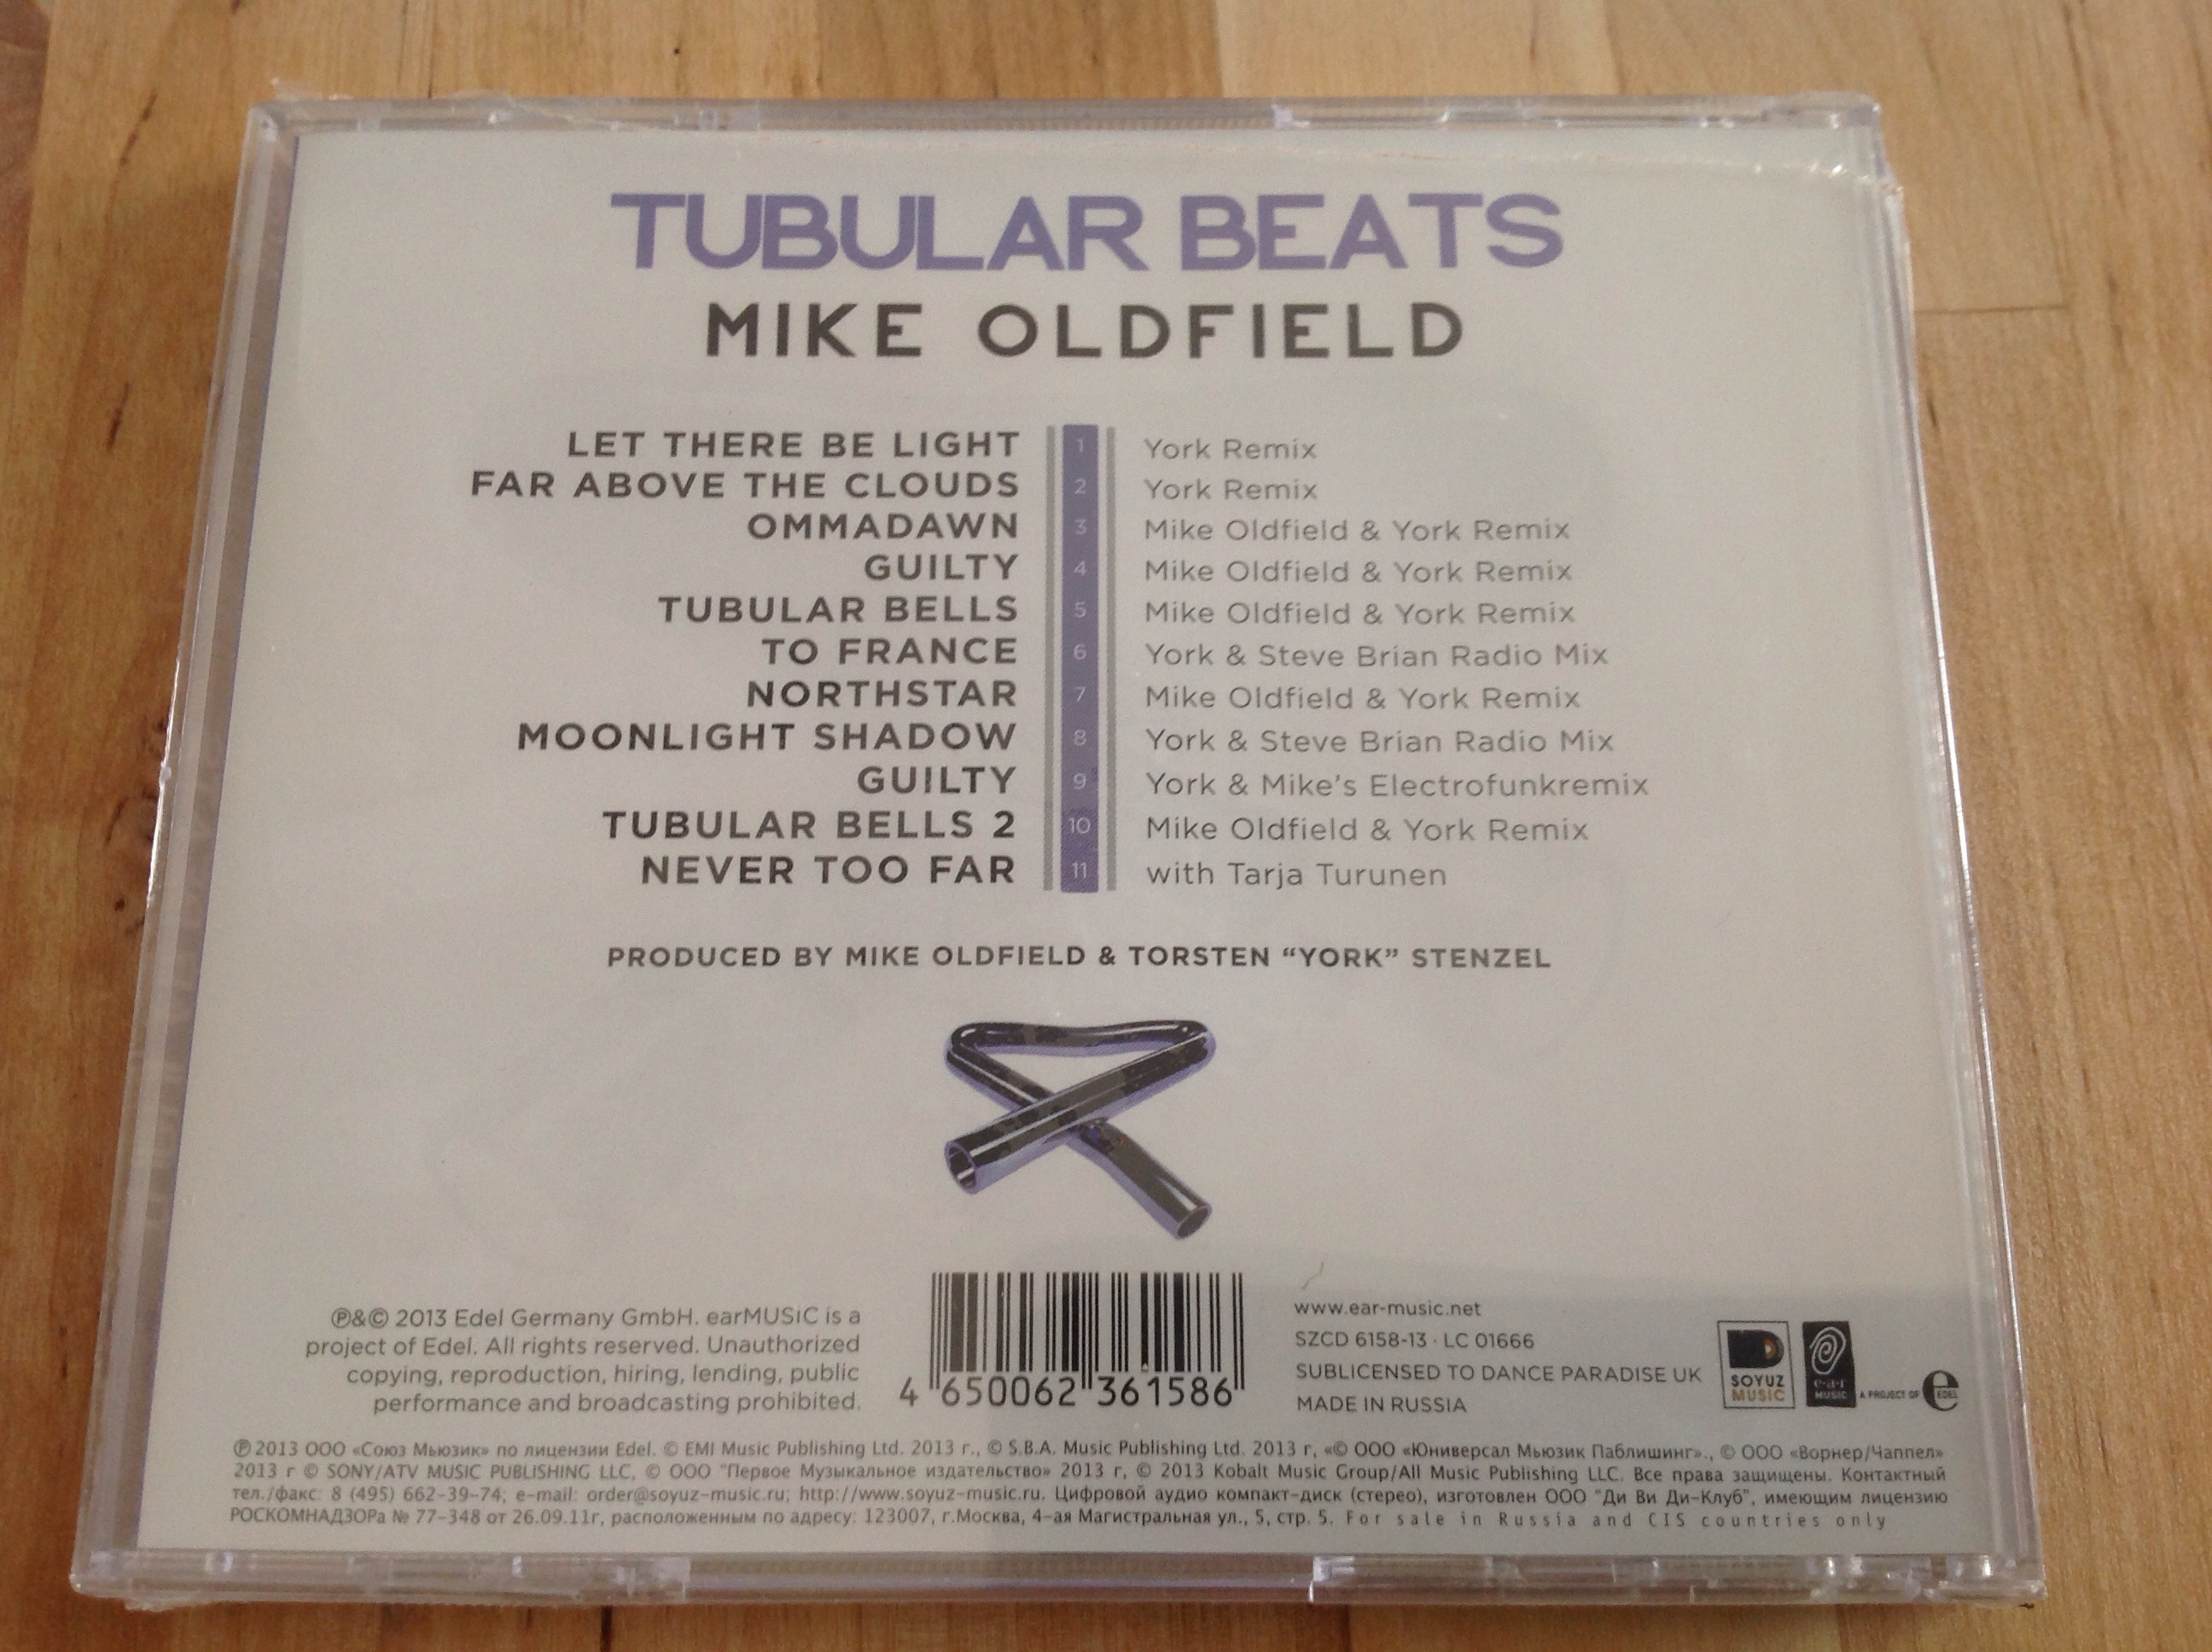 TUBULAR BEATS
MIKE OLDFIELD
LET THERE BE LIGHT 1 York Remix
FAR ABOVE THE CLOUDS 2 York Remix
OMMADAWN 3 Mike Oldfield & York Remix
GUILTY 4 Mike Oldfield & York Remix
TUBULAR BELLS 5 Mike Oldfield & York Remix
TO FRANCE 6 York & Steve Brian Radio Mix
NORTHSTAR 7 Mike Oldfield & York Remix
MOONLIGHT SHADOW 8 York & Steve Brian Radio Mix
GUILTY 9 York & Mike's Electrofunkremix
TUBULAR BELLS 2 10 Mike Oldfield & York Remix
NEVER TOO FAR 11 with Tarja Turunen
PRODUCED BY MIKE OLDFIELD & TORSTEN “YORK” STENZEL
℗&© 2013 Edel Germany GmbH. earMUSiC is a
project of Edel. All rights reserved. Unauthorized
copying, reproduction, hiring, lending, public
performance and broadcasting prohibited.
4 650062 361586
www.ear-music.net
SZCD 6158-13 · LC 01666
SUBLICENSED TO DANCE PARADISE UK
MADE IN RUSSIA
SOYUZ
MUSIC
e·a·r
MUSIC
A PROJECT OF
e EDEL
℗ 2013 ООО «Союз Мьюзик» по лицензии Edel. © EMI Music Publishing Ltd. 2013 г., © S.B.A. Music Publishing Ltd. 2013 г, «© ООО «Юниверсал Мьюзик Паблишинг»., © ООО «Ворнер/Чаппел»
2013 г © SONY/ATV MUSIC PUBLISHING LLC, © ООО "Первое Музыкальное издательство» 2013 г, © 2013 Kobalt Music Group/All Music Publishing LLC. Все права защищены. Контактный
тел./факс: 8 (495) 662-39-74; e-mail: order@soyuz-music.ru; http://www.soyuz-music.ru. Цифровой аудио компакт-диск (стерео), изготовлен ООО "Ди Ви Ди-Клуб", имеющим лицензию
РОСКОМНАДЗОРа № 77-348 от 26.09.11г, расположенным по адресу: 123007, г.Москва, 4-ая Магистральная ул., 5, стр. 5. For sale in Russia and CIS countries only